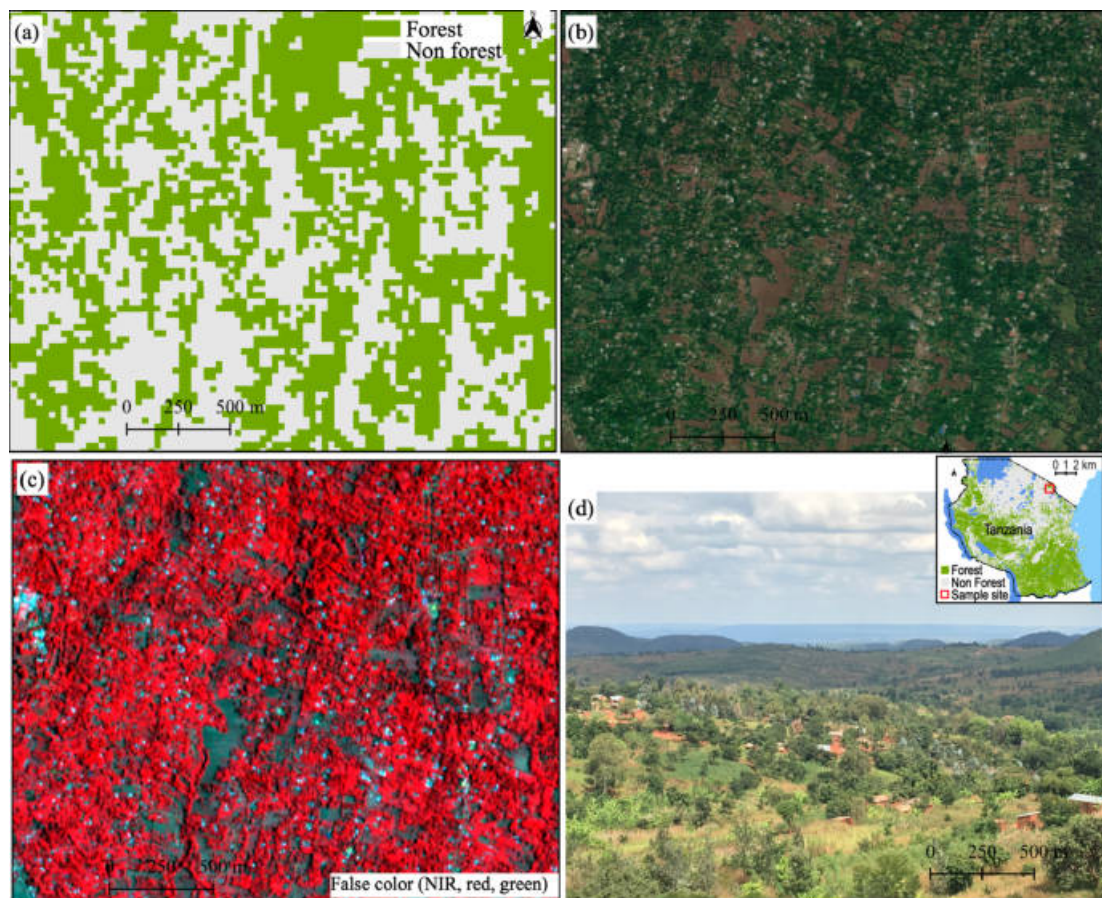 (a)
Forest
Non forest
0 250 500 m
(b)
0 250 500 m
(c)
0 250 500 m
False color (NIR, red, green)
(d)
0 1 2 km
Tanzania
Forest
Non Forest
Sample site
0 250 500 m